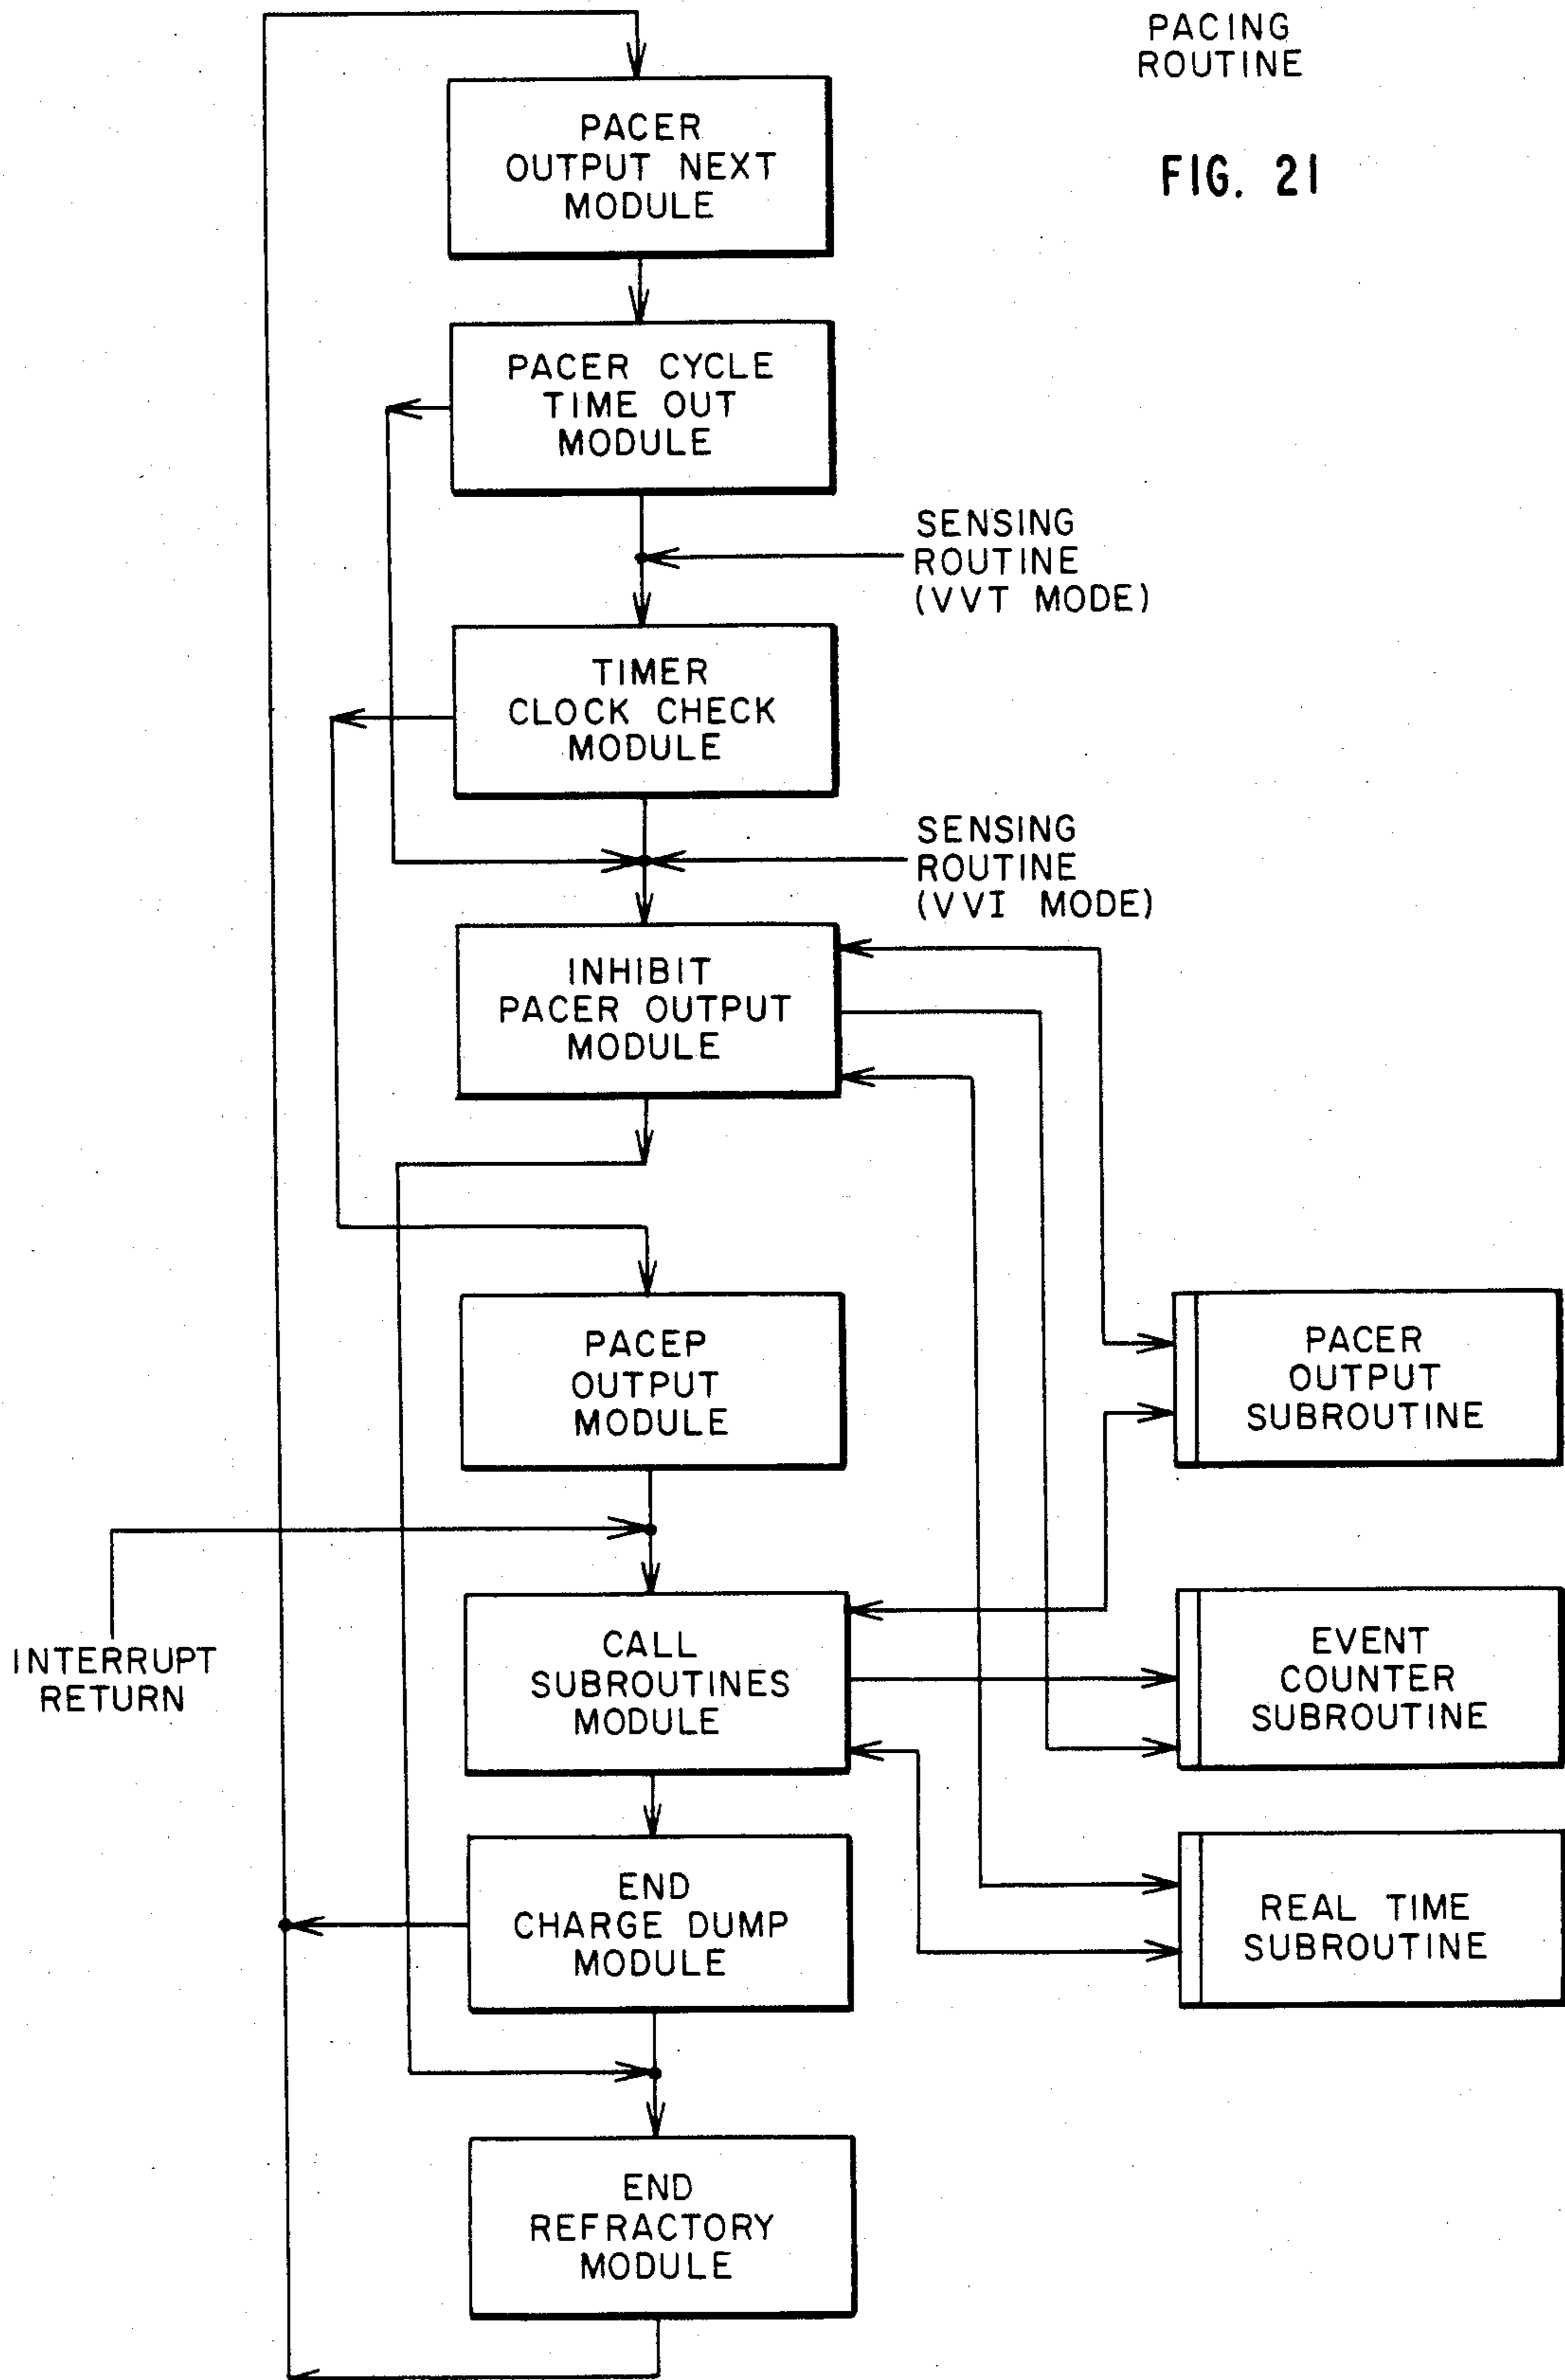 PACING
ROUTINE
FIG. 21
PACER
OUTPUT NEXT
MODULE
PACER CYCLE
TIME OUT
MODULE
SENSING
ROUTINE
(VVT MODE)
TIMER
CLOCK CHECK
MODULE
SENSING
ROUTINE
(VVI MODE)
INHIBIT
PACER OUTPUT
MODULE
PACEP
OUTPUT
MODULE
PACER
OUTPUT
SUBROUTINE
INTERRUPT
RETURN
CALL
SUBROUTINES
MODULE
EVENT
COUNTER
SUBROUTINE
END
CHARGE DUMP
MODULE
REAL TIME
SUBROUTINE
END
REFRACTORY
MODULE